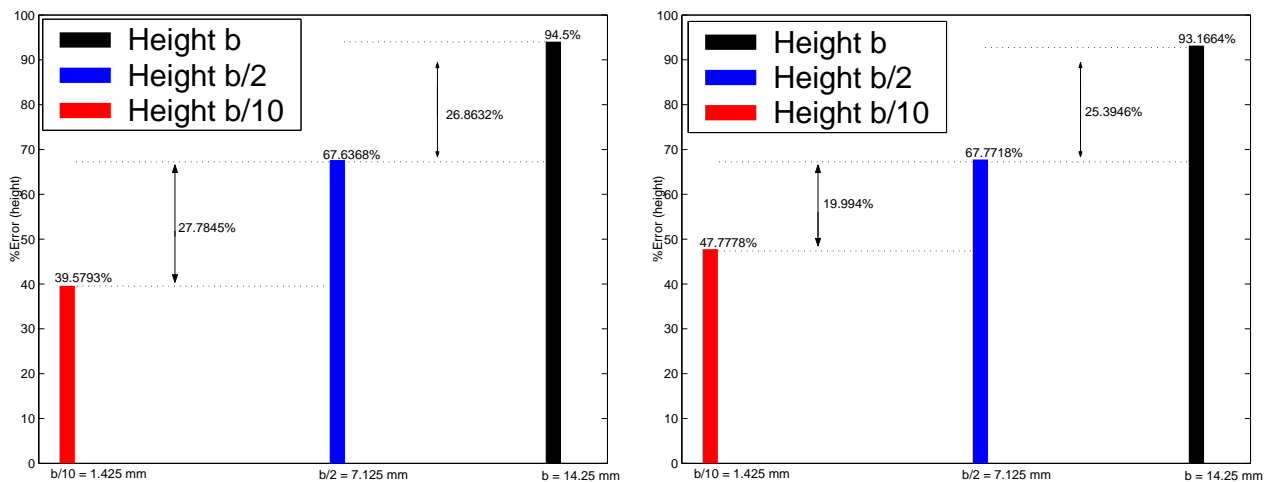 100
90
80
70
60
50
40
30
20
10
0
%Error (height)
Height b
Height b/2
Height b/10
94.5%
26.8632%
67.6368%
27.7845%
39.5793%
b/10 = 1.425 mm
b/2 = 7.125 mm
b = 14.25 mm
100
90
80
70
60
50
40
30
20
10
0
%Error (height)
Height b
Height b/2
Height b/10
93.1664%
25.3946%
67.7718%
19.994%
47.7778%
b/10 = 1.425 mm
b/2 = 7.125 mm
b = 14.25 mm